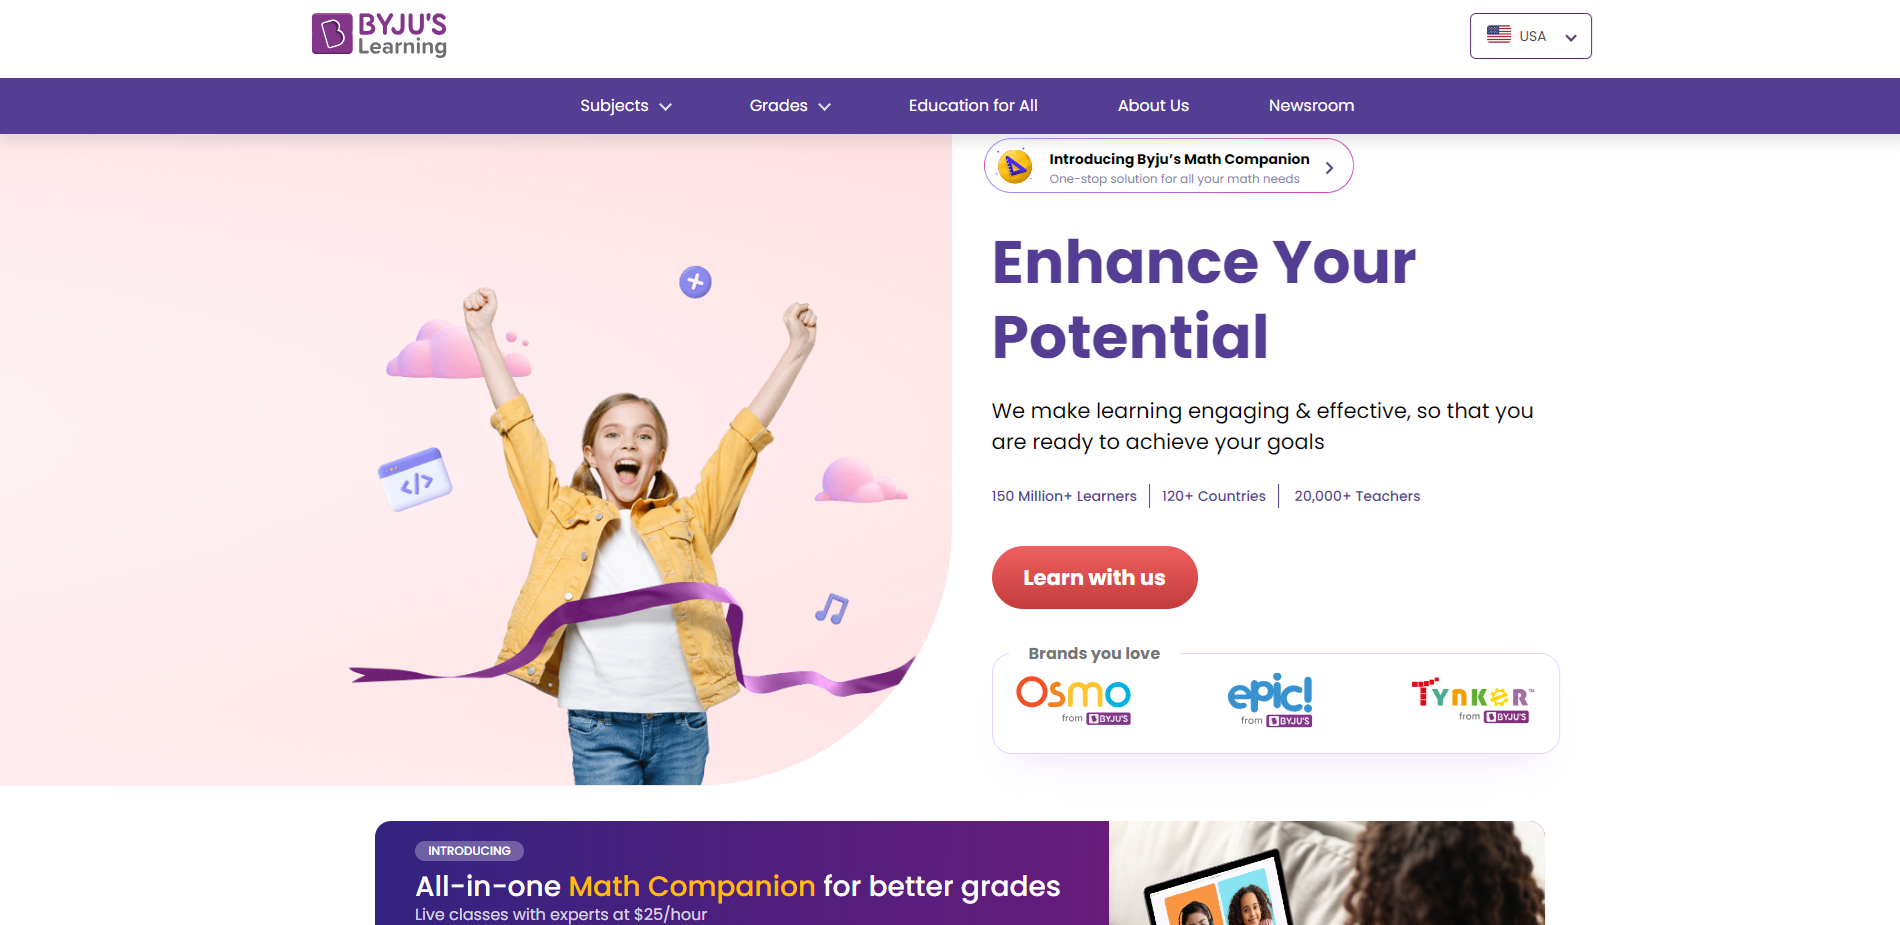 BYJU'S
Learning
USA
Subjects
Grades
Education for All
About Us
Newsroom
Introducing Byju's Math Companion
One-stop solution for all your math needs
Enhance Your
Potential
We make learning engaging & effective, so that you
are ready to achieve your goals
150 Million+ Learners
120+ Countries
20,000+ Teachers
Learn with us
Brands you love
Osmo
from BYJU'S
epic!
from BYJU'S
Tynker™
from BYJU'S
INTRODUCING
All-in-one Math Companion for better grades
Live classes with experts at $25/hour